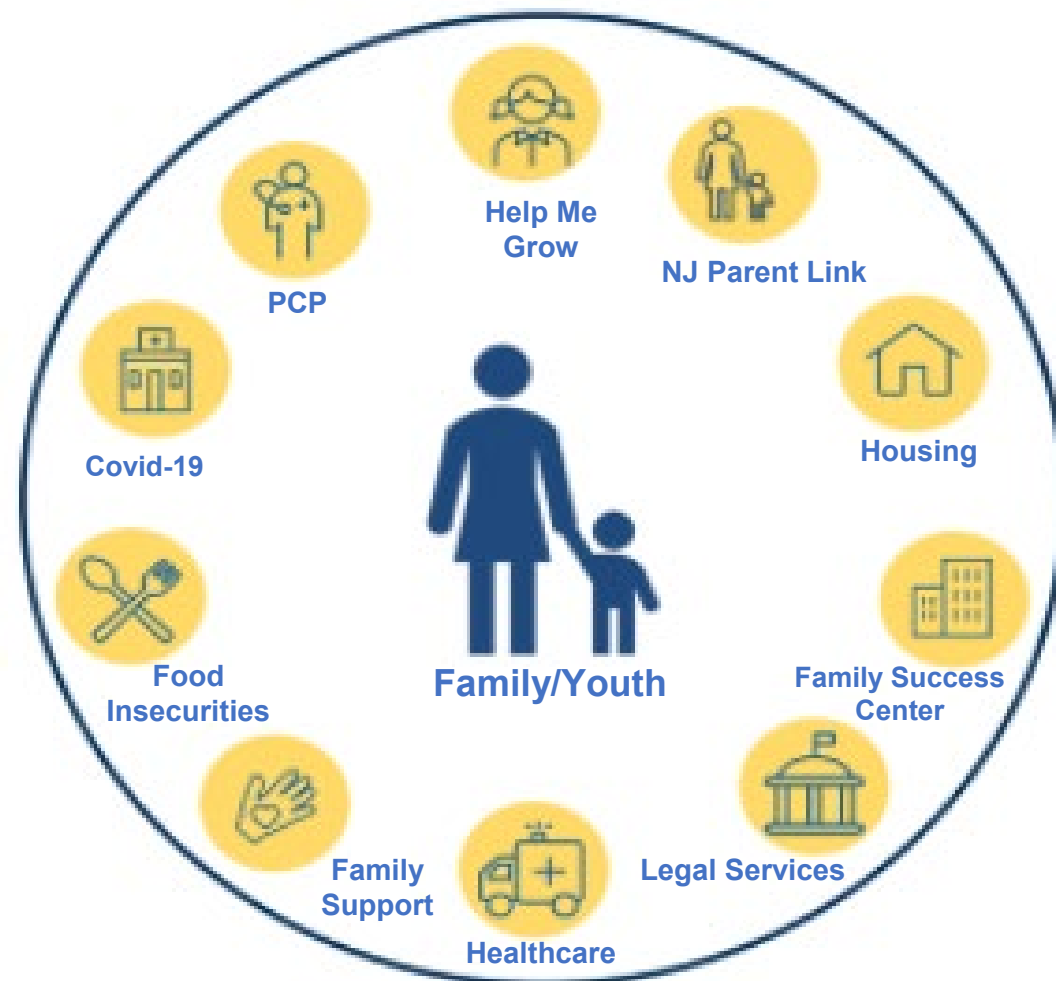 Help Me
Grow
NJ Parent Link
PCP
Housing
Covid-19
Food
Insecurities
Family/Youth
Family Success
Center
Family
Support
Legal Services
Healthcare